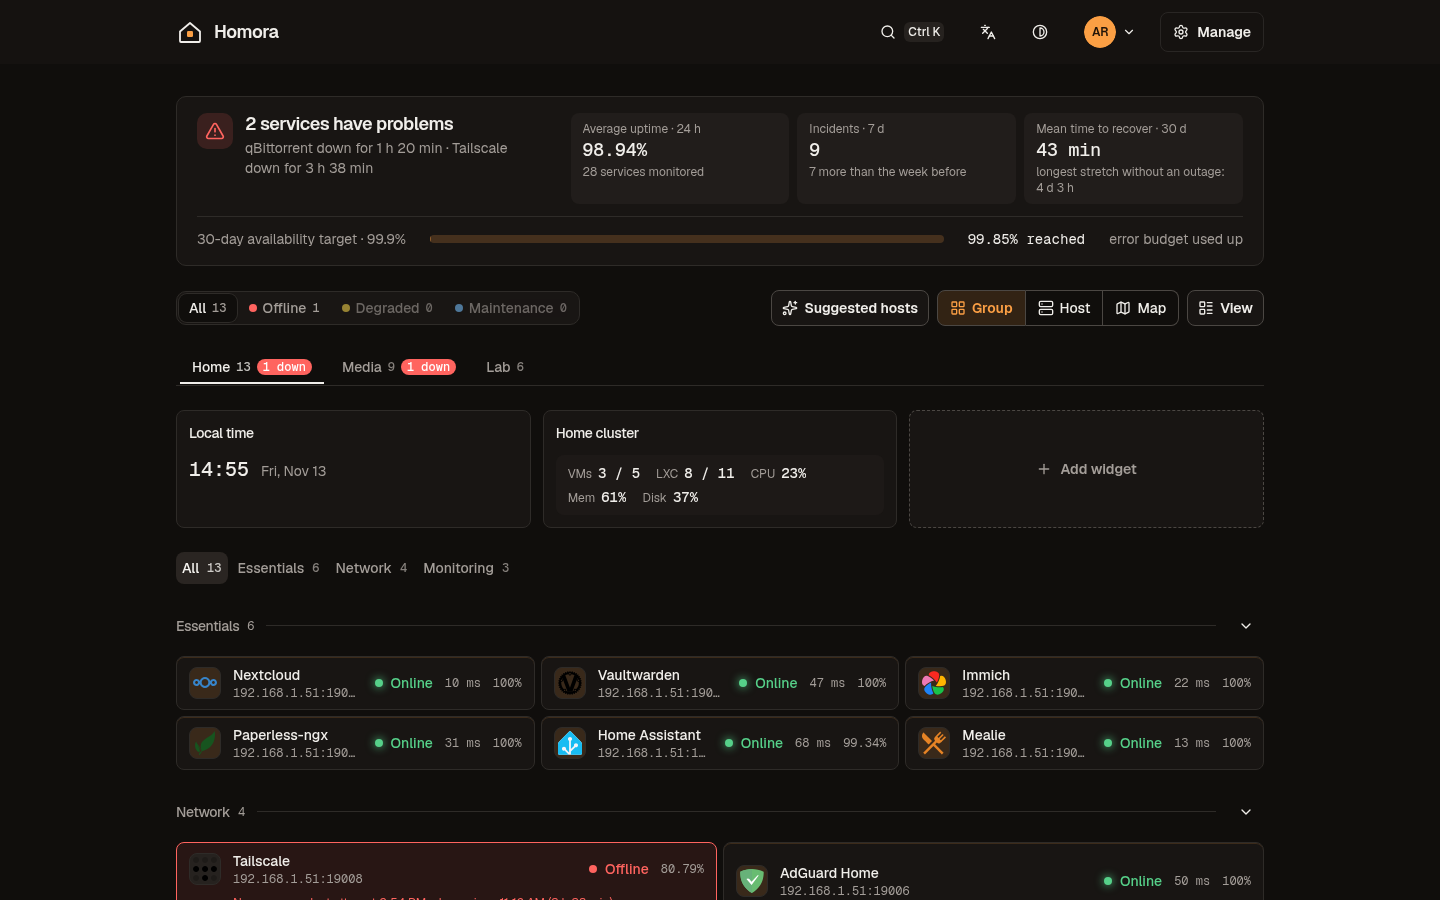 Homora
Ctrl K
AR
Manage
2 services have problems
qBittorrent down for 1 h 20 min · Tailscale
down for 3 h 38 min
Average uptime · 24 h
98.94%
28 services monitored
Incidents · 7 d
9
7 more than the week before
Mean time to recover · 30 d
43 min
longest stretch without an outage:
4 d 3 h
30-day availability target · 99.9%
99.85% reached
error budget used up
All 13
Offline 1
Degraded 0
Maintenance 0
Suggested hosts
Group
Host
Map
View
Home 13 1 down
Media 9 1 down
Lab 6
Local time
14:55 Fri, Nov 13
Home cluster
VMs 3 / 5 LXC 8 / 11 CPU 23%
Mem 61% Disk 37%
Add widget
All 13
Essentials 6
Network 4
Monitoring 3
Essentials 6
Nextcloud
192.168.1.51:190…
Online 10 ms 100%
Vaultwarden
192.168.1.51:190…
Online 47 ms 100%
Immich
192.168.1.51:190…
Online 22 ms 100%
Paperless-ngx
192.168.1.51:190…
Online 31 ms 100%
Home Assistant
192.168.1.51:1…
Online 68 ms 99.34%
Mealie
192.168.1.51:190…
Online 13 ms 100%
Network 4
Tailscale
192.168.1.51:19008
Offline 80.79%
AdGuard Home
192.168.1.51:19006
Online 50 ms 100%